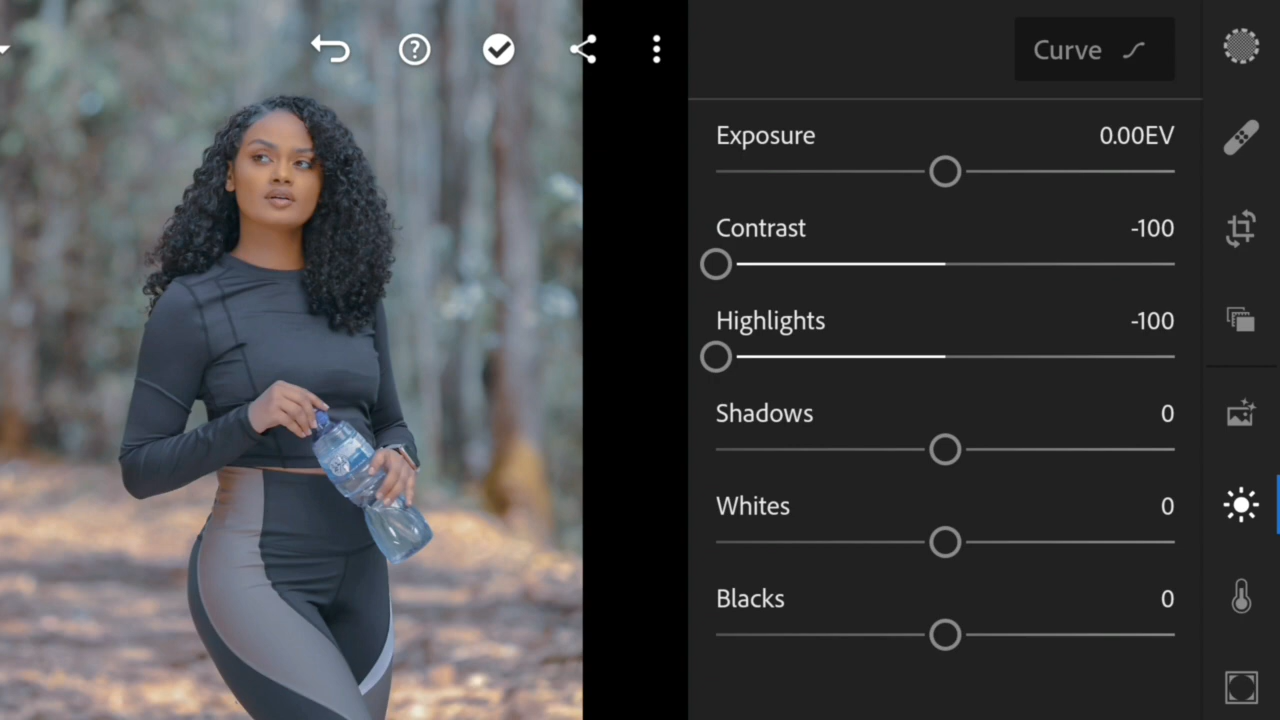 Curve
Exposure 0.00EV
Contrast -100
Highlights -100
Shadows 0
Whites 0
Blacks 0